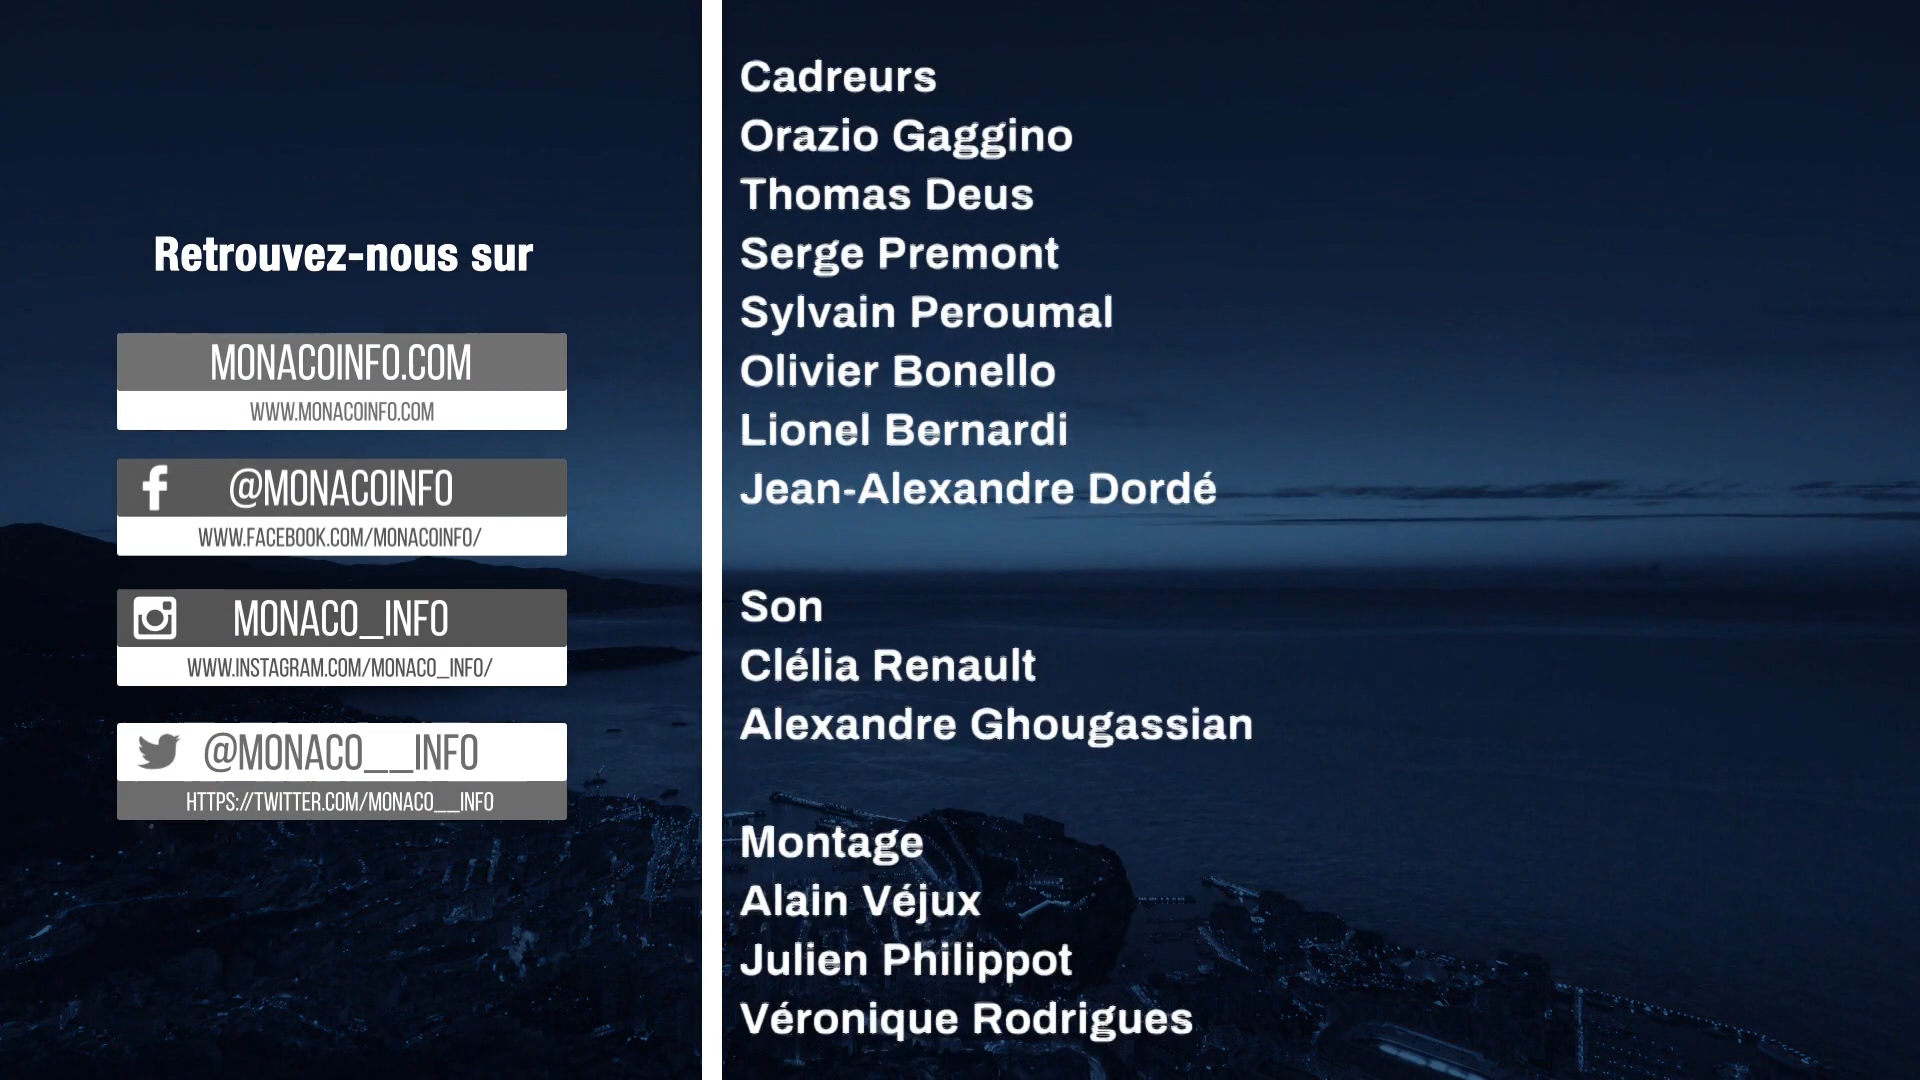 Retrouvez-nous sur
MONACOINFO.COM
WWW.MONACOINFO.COM
@MONACOINFO
WWW.FACEBOOK.COM/MONACOINFO/
MONACO_INFO
WWW.INSTAGRAM.COM/MONACO_INFO/
@MONACO__INFO
HTTPS://TWITTER.COM/MONACO__INFO
Cadreurs
Orazio Gaggino
Thomas Deus
Serge Premont
Sylvain Peroumal
Olivier Bonello
Lionel Bernardi
Jean-Alexandre Dordé
Son
Clélia Renault
Alexandre Ghougassian
Montage
Alain Véjux
Julien Philippot
Véronique Rodrigues